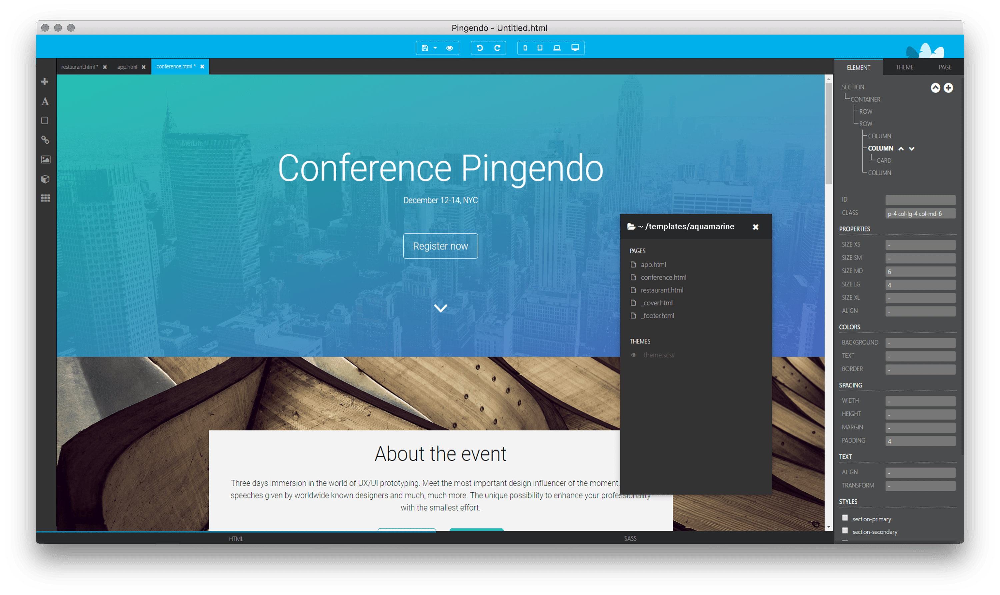 Pingendo - Untitled.html
restaurant.html *
app.html
conference.html *
ELEMENT
THEME
PAGE
MetLife
Conference Pingendo
December 12-14, NYC
Register now
About the event
Three days immersion in the world of UX/UI prototyping. Meet the most important design influencer of the moment,
speeches given by worldwide known designers and much, much more. The unique possibility to enhance your professionality
with the smallest effort.
~ /templates/aquamarine
PAGES
app.html
conference.html
restaurant.html
_cover.html
_footer.html
THEMES
theme.scss
SECTION
CONTAINER
ROW
ROW
COLUMN
COLUMN
CARD
COLUMN
ID
CLASS p-4 col-lg-4 col-md-6
PROPERTIES
SIZE XS -
SIZE SM -
SIZE MD 6
SIZE LG 4
SIZE XL -
ALIGN -
COLORS
BACKGROUND -
TEXT -
BORDER -
SPACING
WIDTH -
HEIGHT -
MARGIN -
PADDING 4
TEXT
ALIGN -
TRANSFORM -
STYLES
section-primary
section-secondary
HTML
SASS